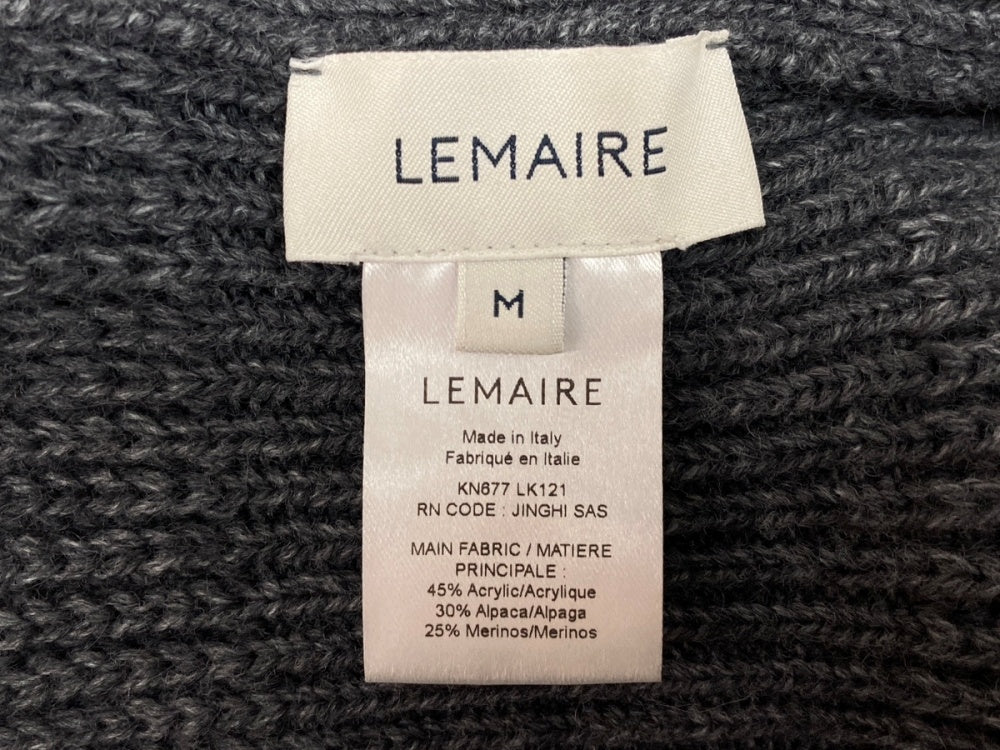 LEMAIRE
M
LEMAIRE
Made in Italy
Fabriqué en Italie
KN677 LK121
RN CODE : JINGHI SAS
MAIN FABRIC / MATIERE
PRINCIPALE :
45% Acrylic/Acrylique
30% Alpaca/Alpaga
25% Merinos/Merinos